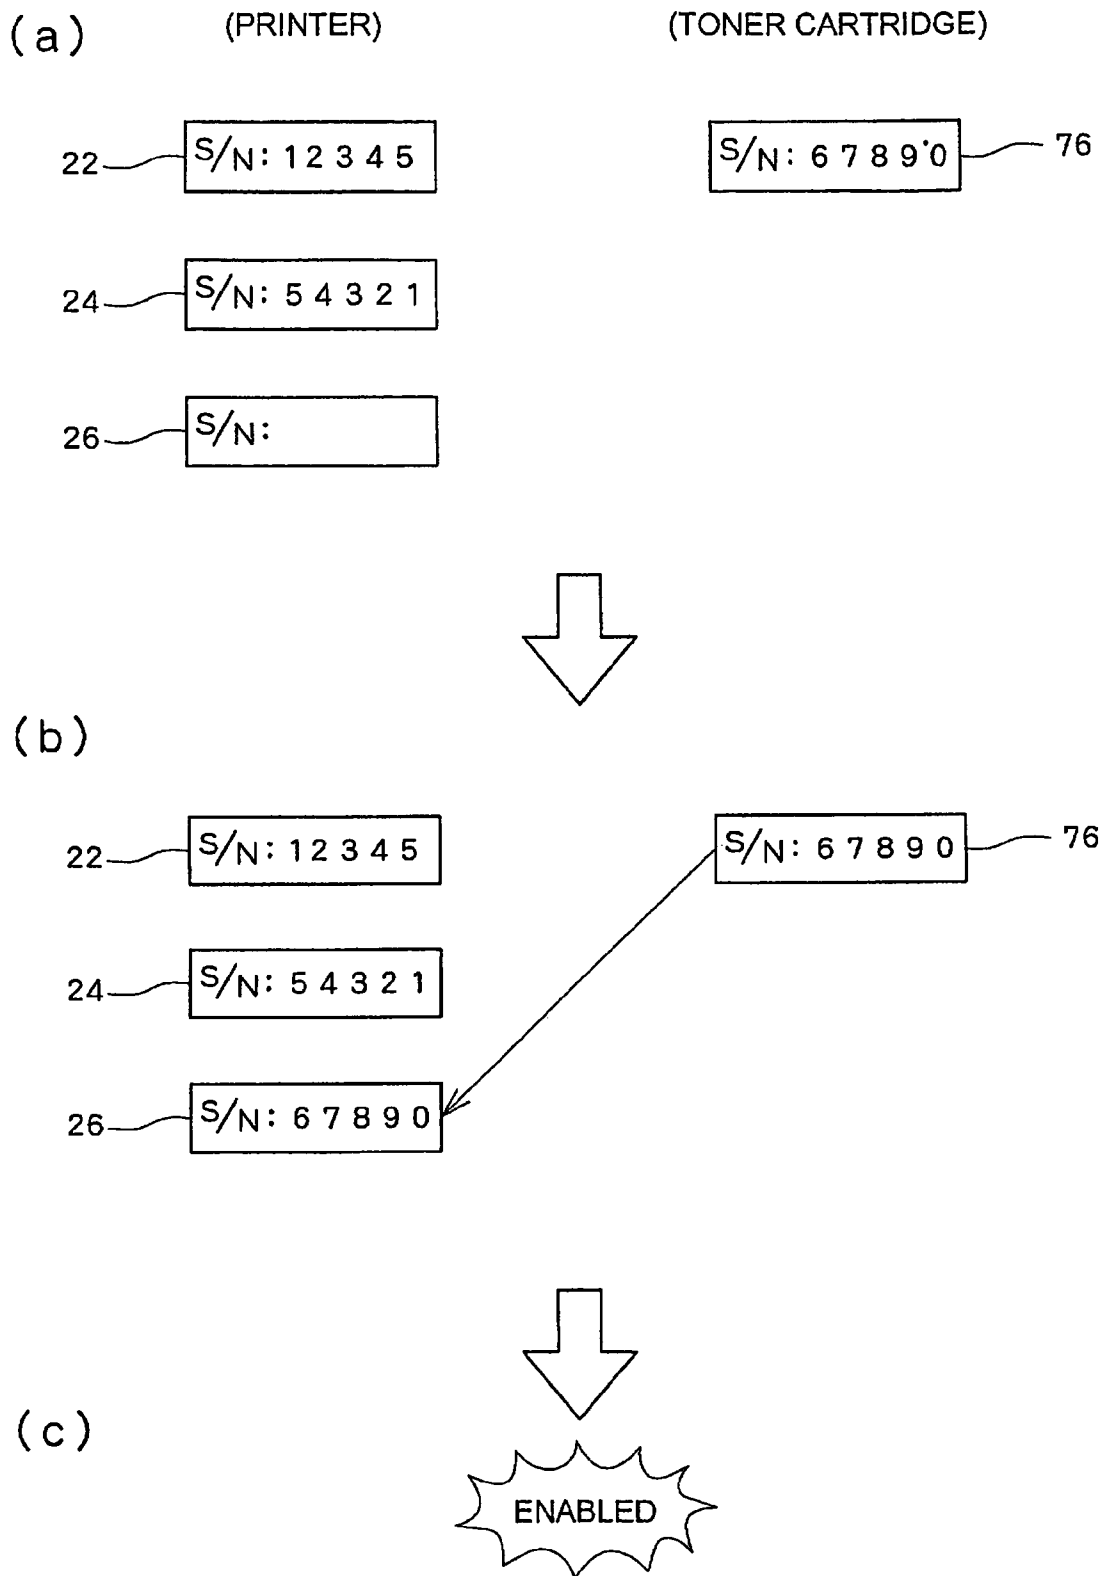 (a) (PRINTER) (TONER CARTRIDGE)
22 S/N: 12345 S/N: 67890 76
24 S/N: 54321
26 S/N:
(b)
22 S/N: 12345 S/N: 67890 76
24 S/N: 54321
26 S/N: 67890
(c)
ENABLED